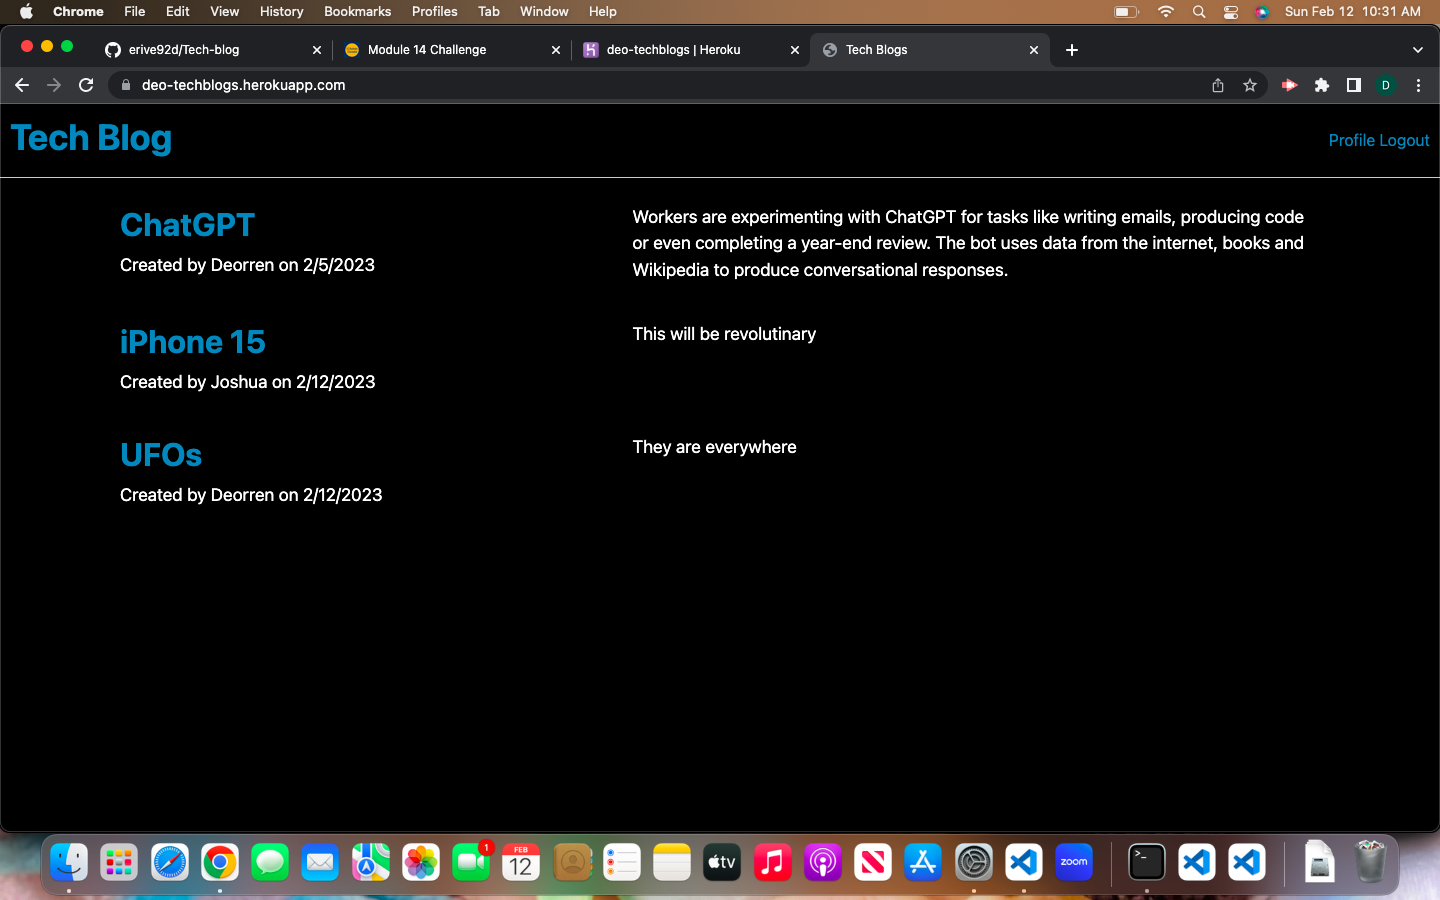 Chrome File Edit View History Bookmarks Profiles Tab Window Help Sun Feb 12 10:31 AM
erive92d/Tech-blog Module 14 Challenge deo-techblogs | Heroku Tech Blogs
deo-techblogs.herokuapp.com D
Tech Blog Profile Logout
ChatGPT
Created by Deorren on 2/5/2023
Workers are experimenting with ChatGPT for tasks like writing emails, producing code
or even completing a year-end review. The bot uses data from the internet, books and
Wikipedia to produce conversational responses.
iPhone 15
Created by Joshua on 2/12/2023
This will be revolutinary
UFOs
Created by Deorren on 2/12/2023
They are everywhere
1
FEB
12
tv
zoom
>_